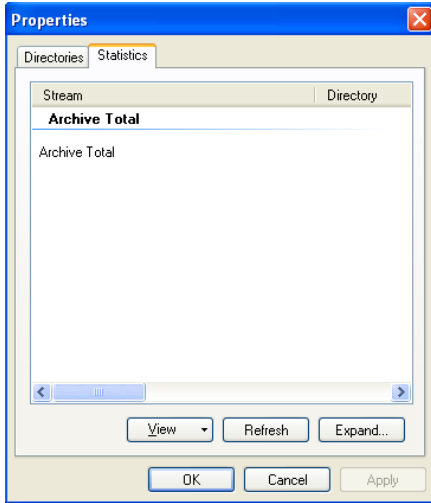 Properties
Directories Statistics
Stream Directory
Archive Total
Archive Total
View Refresh Expand...
OK Cancel Apply